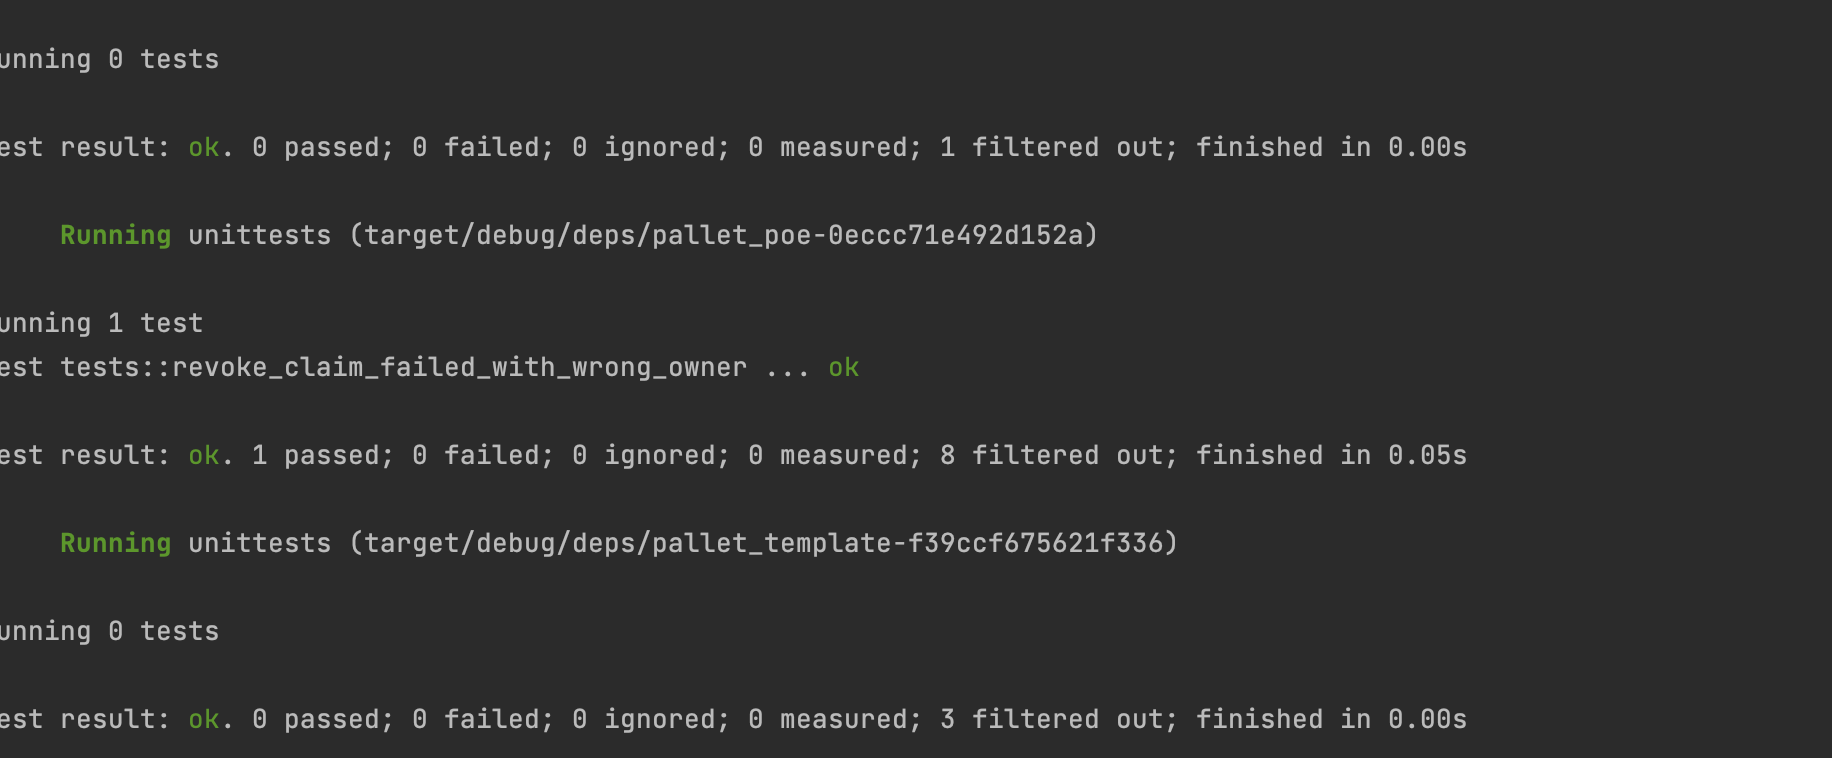 unning 0 tests
est result: ok. 0 passed; 0 failed; 0 ignored; 0 measured; 1 filtered out; finished in 0.00s
Running unittests (target/debug/deps/pallet_poe-0eccc71e492d152a)
unning 1 test
est tests::revoke_claim_failed_with_wrong_owner ... ok
est result: ok. 1 passed; 0 failed; 0 ignored; 0 measured; 8 filtered out; finished in 0.05s
Running unittests (target/debug/deps/pallet_template-f39ccf675621f336)
unning 0 tests
est result: ok. 0 passed; 0 failed; 0 ignored; 0 measured; 3 filtered out; finished in 0.00s